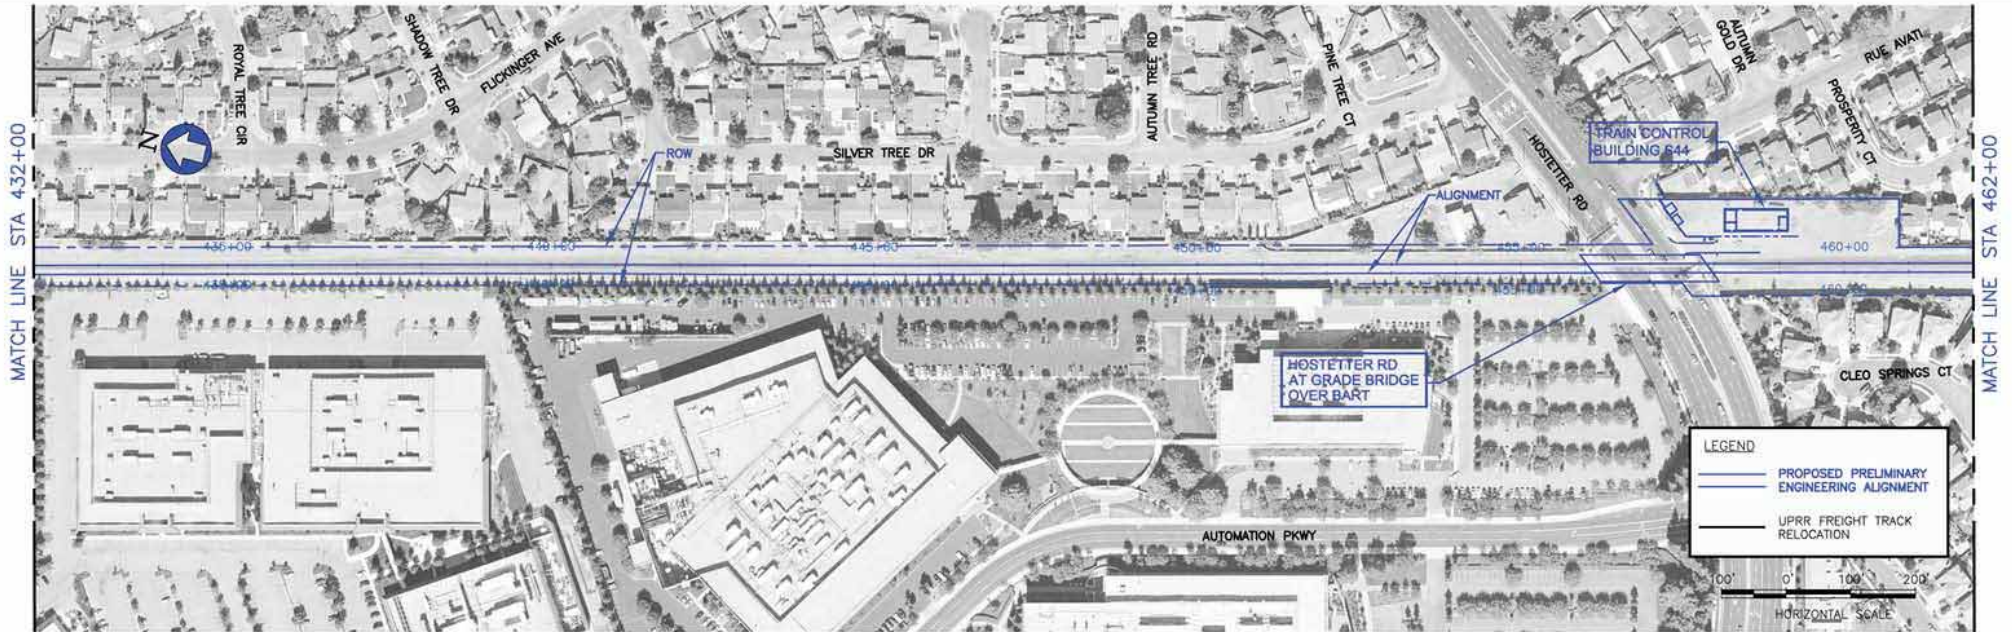 ROYAL TREE CIR
SHADOW TREE DR
FLICKINGER AVE
AUTUMN TREE RD
PINE TREE CT
AUTUMN
GOLD DR
RUE AVATI
PROSPERITY CT
N
ROW
SILVER TREE DR
HOSTETTER RD
TRAIN CONTROL
BUILDING S44
ALIGNMENT
MATCH LINE STA 432+00
MATCH LINE STA 462+00
435+00
440+00
445+00
450+00
455+00
460+00
HOSTETTER RD
AT GRADE BRIDGE
OVER BART
CLEO SPRINGS CT
AUTOMATION PKWY
LEGEND
PROPOSED PRELIMINARY
ENGINEERING ALIGNMENT
UPRR FREIGHT TRACK
RELOCATION
100' 0' 100' 200'
HORIZONTAL SCALE